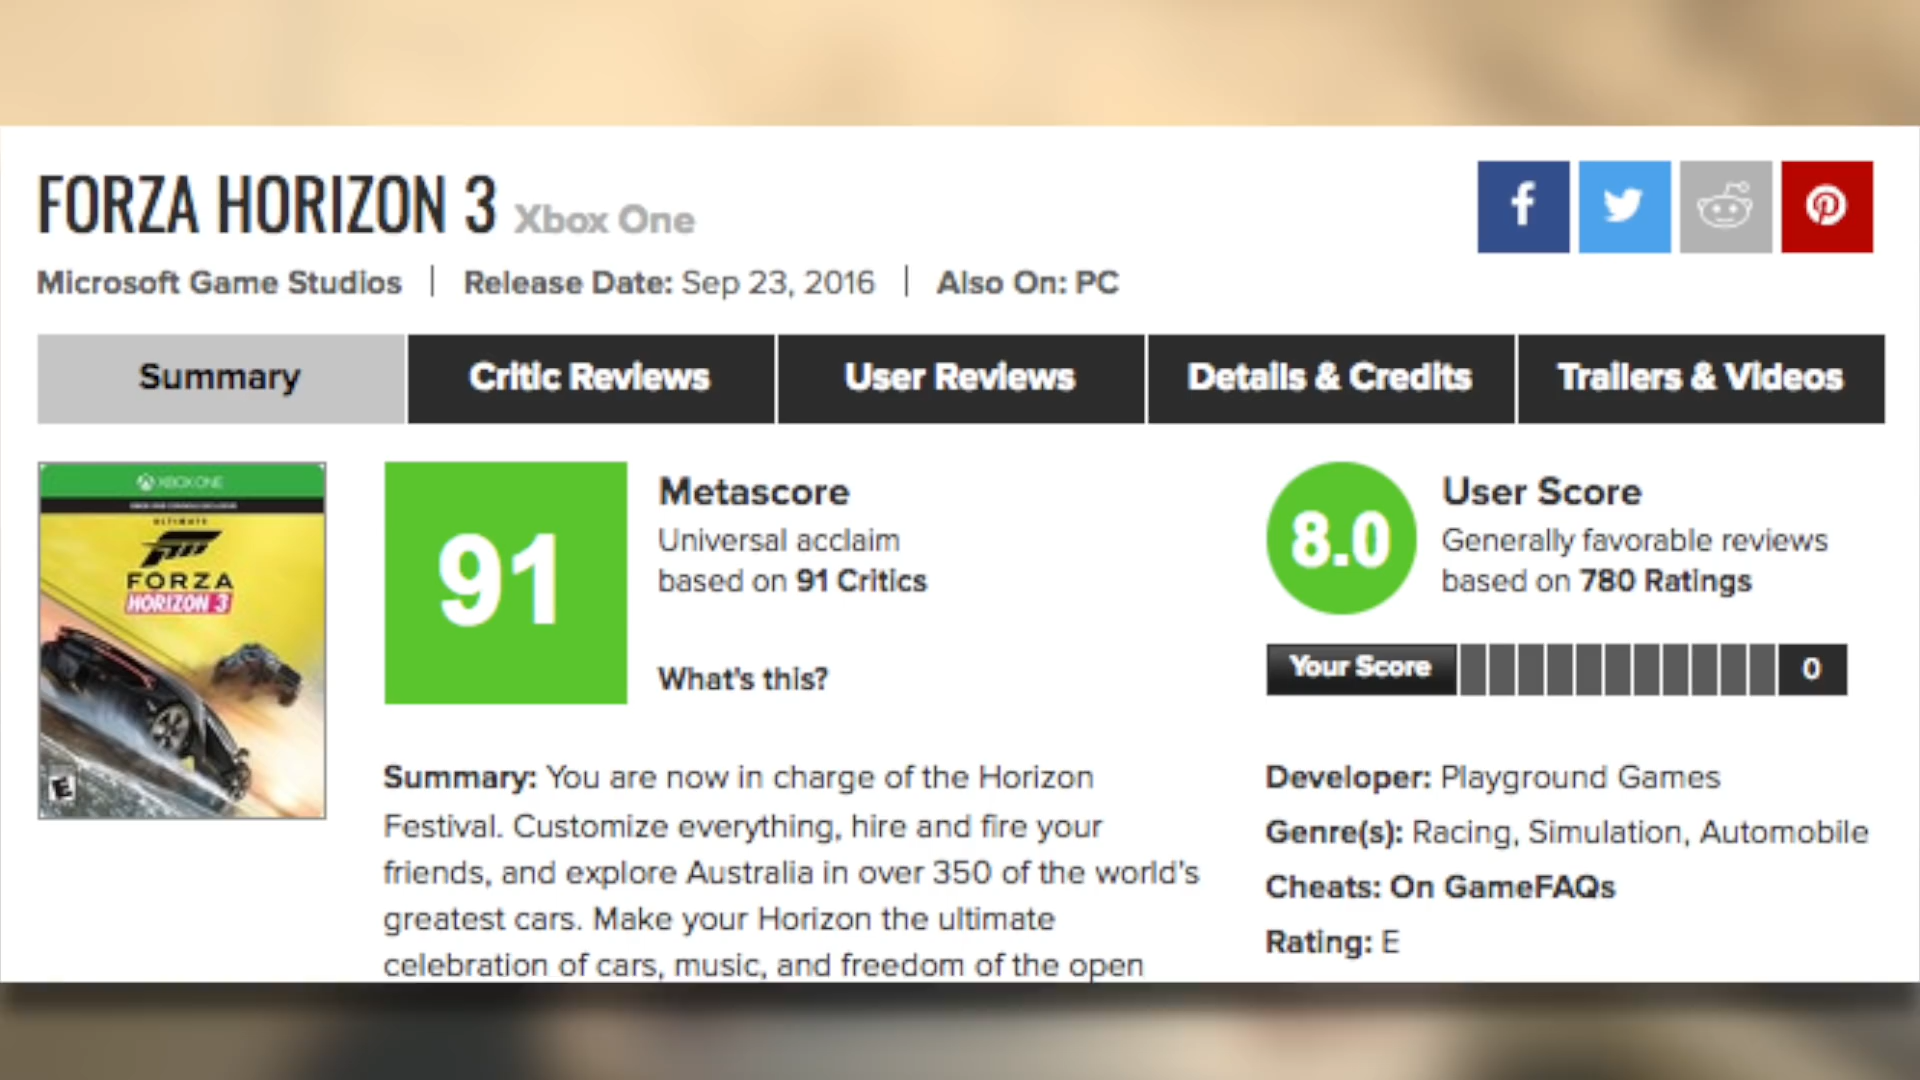 FORZA HORIZON 3 Xbox One
Microsoft Game Studios | Release Date: Sep 23, 2016 | Also On: PC
Summary
Critic Reviews
User Reviews
Details & Credits
Trailers & Videos
XBOX ONE
ULTIMATE
FORZA
HORIZON 3
E
91
Metascore
Universal acclaim
based on 91 Critics
What's this?
8.0
User Score
Generally favorable reviews
based on 780 Ratings
Your Score
0
Summary: You are now in charge of the Horizon
Festival. Customize everything, hire and fire your
friends, and explore Australia in over 350 of the world's
greatest cars. Make your Horizon the ultimate
celebration of cars, music, and freedom of the open
Developer: Playground Games
Genre(s): Racing, Simulation, Automobile
Cheats: On GameFAQs
Rating: E